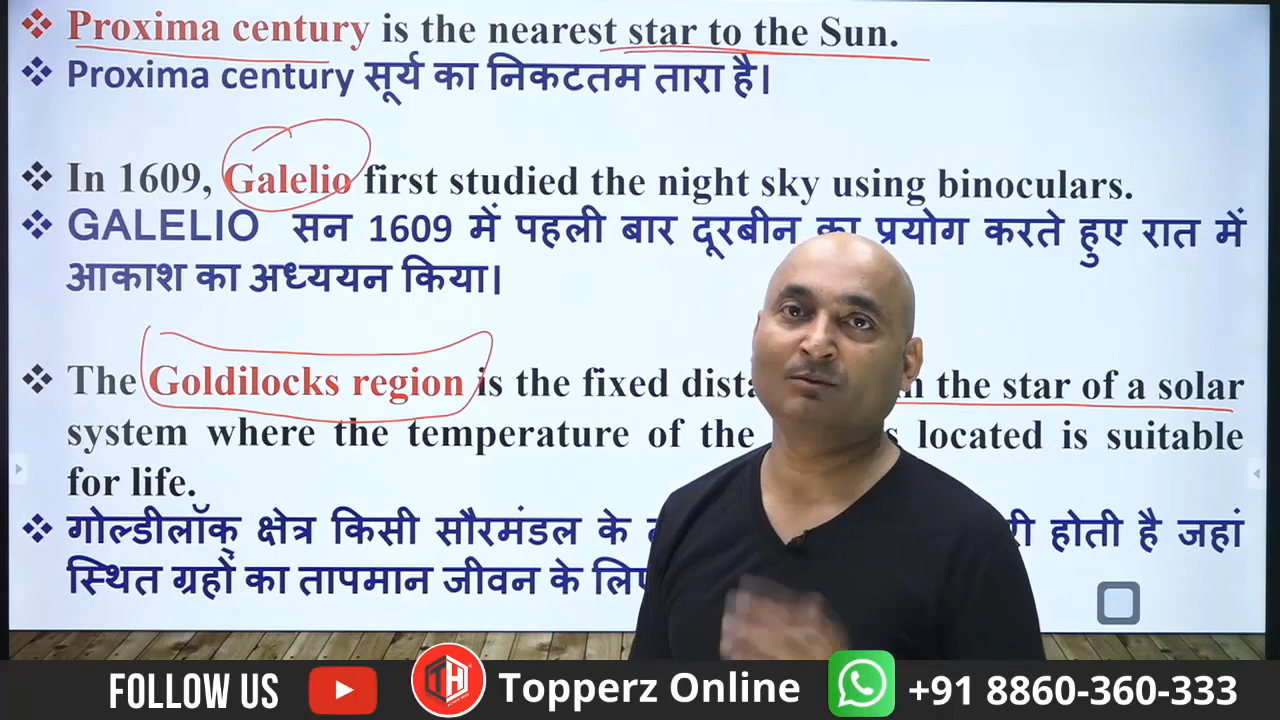 ❖ Proxima century is the nearest star to the Sun.
❖ Proxima century सूर्य का निकटतम तारा है।
❖ In 1609, Galelio first studied the night sky using binoculars.
❖ GALELIO सन 1609 में पहली बार दूरबीन का प्रयोग करते हुए रात में
आकाश का अध्ययन किया।
❖ The Goldilocks region is the fixed the star of a solar
system where the temperature of the located is suitable
for life.
❖ गोल्डीलॉक् क्षेत्र किसी सौरमंडल के होती है जहां
स्थित ग्रहों का तापमान जीवन के
FOLLOW US TH Topperz Online +91 8860-360-333